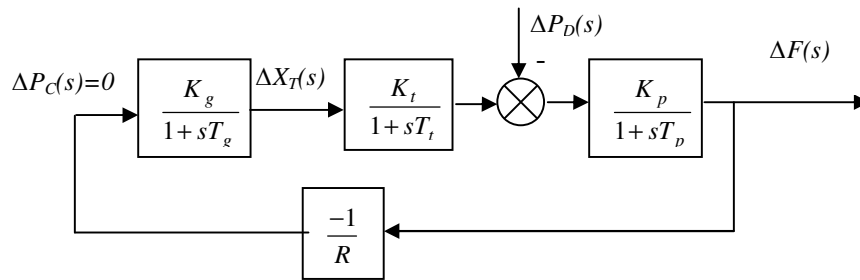 ΔP_D(s)
-
ΔF(s)
ΔP_C(s)=0
ΔX_T(s)
K_g
1+sT_g
K_t
1+sT_t
K_p
1+sT_p
-1
R